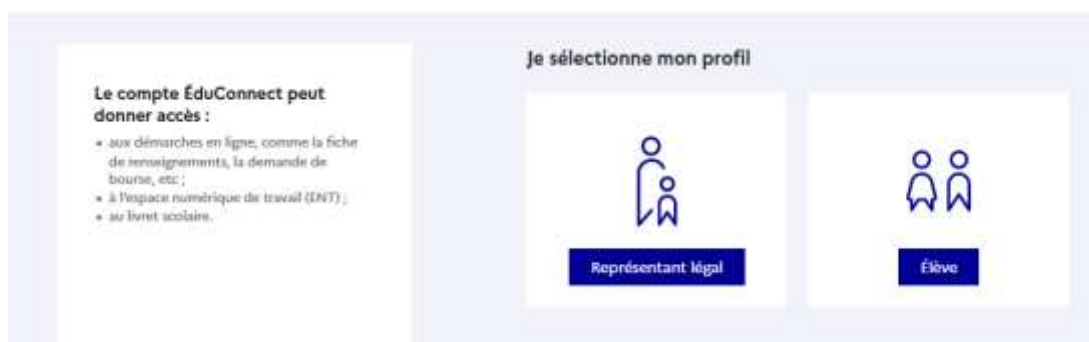 Je sélectionne mon profil
Le compte ÉduConnect peut
donner accès :
• aux démarches en ligne, comme la fiche
de renseignements, la demande de
bourse, etc ;
• à l'espace numérique de travail (ENT) ;
• au livret scolaire.
Représentant légal
Élève